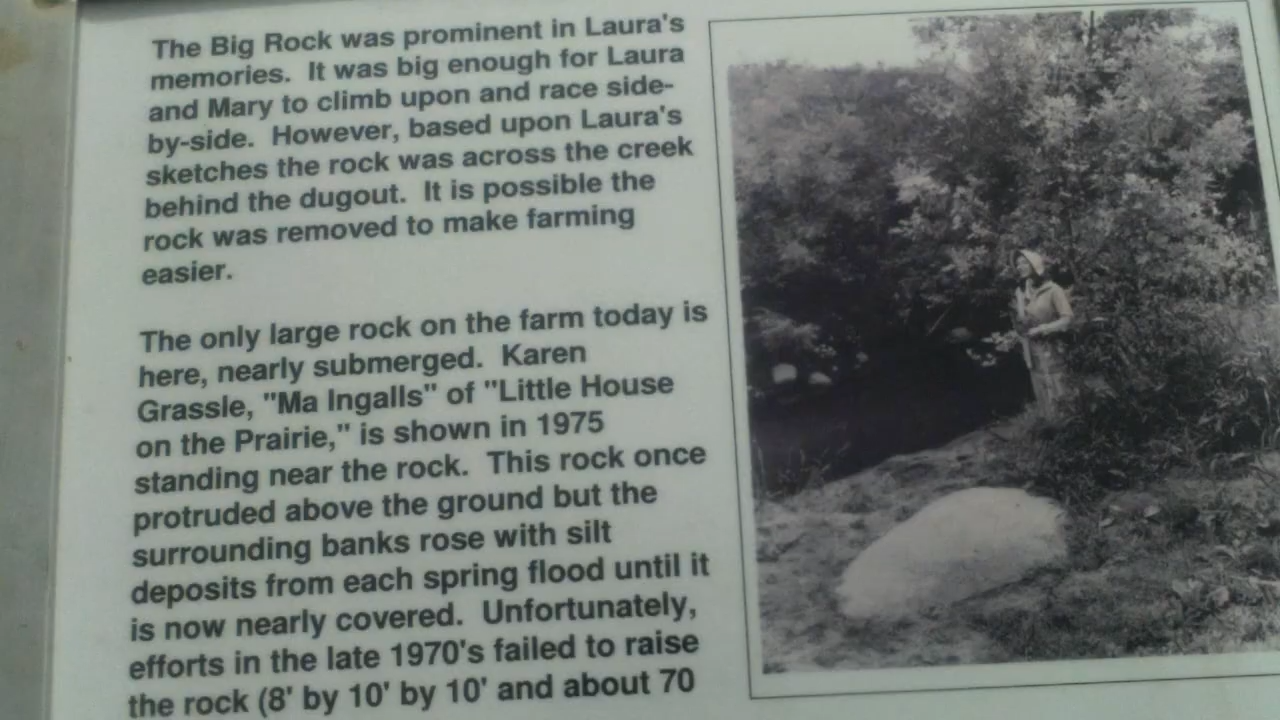 The Big Rock was prominent in Laura's
memories. It was big enough for Laura
and Mary to climb upon and race side-
by-side. However, based upon Laura's
sketches the rock was across the creek
behind the dugout. It is possible the
rock was removed to make farming
easier.
The only large rock on the farm today is
here, nearly submerged. Karen
Grassle, "Ma Ingalls" of "Little House
on the Prairie," is shown in 1975
standing near the rock. This rock once
protruded above the ground but the
surrounding banks rose with silt
deposits from each spring flood until it
is now nearly covered. Unfortunately,
efforts in the late 1970's failed to raise
the rock (8' by 10' by 10' and about 70